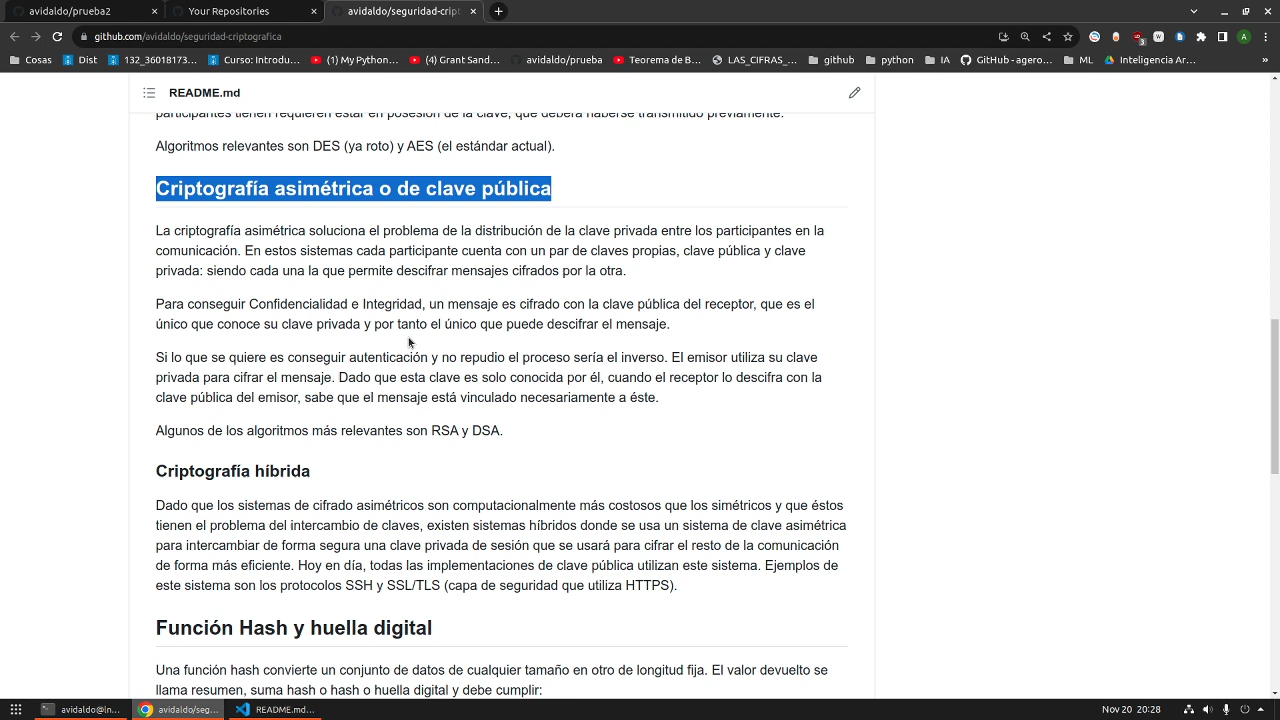 avidaldo/prueba2
Your Repositories
avidaldo/seguridad-cript
github.com/avidaldo/seguridad-criptografica
3
A
Cosas
Dist
132_36018173...
Curso: Introdu...
(1) My Python...
(4) Grant Sand...
avidaldo/prueba
Teorema de B...
LAS_CIFRAS_...
github
python
IA
GitHub - agero...
ML
Inteligencia Ar...
»
README.md
participantes tienen requieren estar en posesión de la clave, que deberá haberse transmitido previamente.
Algoritmos relevantes son DES (ya roto) y AES (el estándar actual).
Criptografía asimétrica o de clave pública
La criptografía asimétrica soluciona el problema de la distribución de la clave privada entre los participantes en la
comunicación. En estos sistemas cada participante cuenta con un par de claves propias, clave pública y clave
privada: siendo cada una la que permite descifrar mensajes cifrados por la otra.
Para conseguir Confidencialidad e Integridad, un mensaje es cifrado con la clave pública del receptor, que es el
único que conoce su clave privada y por tanto el único que puede descifrar el mensaje.
Si lo que se quiere es conseguir autenticación y no repudio el proceso sería el inverso. El emisor utiliza su clave
privada para cifrar el mensaje. Dado que esta clave es solo conocida por él, cuando el receptor lo descifra con la
clave pública del emisor, sabe que el mensaje está vinculado necesariamente a éste.
Algunos de los algoritmos más relevantes son RSA y DSA.
Criptografía híbrida
Dado que los sistemas de cifrado asimétricos son computacionalmente más costosos que los simétricos y que éstos
tienen el problema del intercambio de claves, existen sistemas híbridos donde se usa un sistema de clave asimétrica
para intercambiar de forma segura una clave privada de sesión que se usará para cifrar el resto de la comunicación
de forma más eficiente. Hoy en día, todas las implementaciones de clave pública utilizan este sistema. Ejemplos de
este sistema son los protocolos SSH y SSL/TLS (capa de seguridad que utiliza HTTPS).
Función Hash y huella digital
Una función hash convierte un conjunto de datos de cualquier tamaño en otro de longitud fija. El valor devuelto se
llama resumen, suma hash o hash o huella digital y debe cumplir:
avidaldo@ln...
avidaldo/seg...
README.md...
Nov 20 20:28